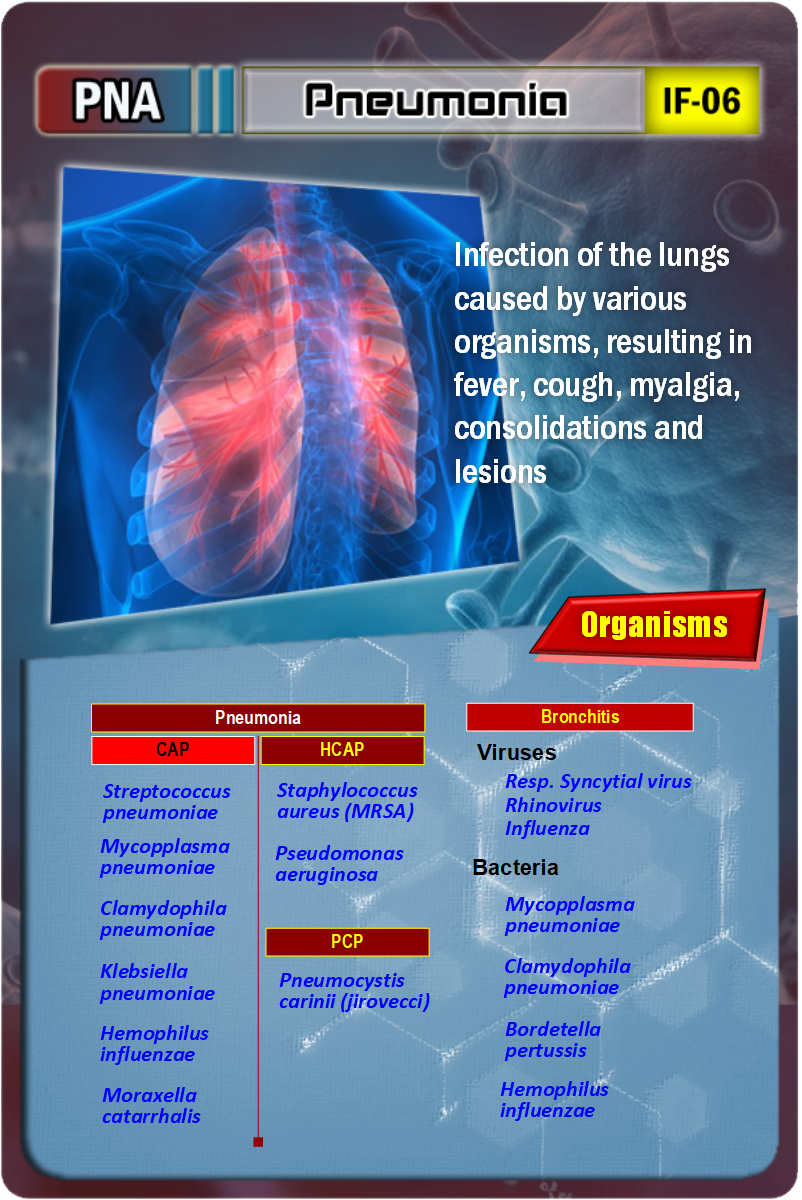 PNA
Pneumonia
IF-06
Infection of the lungs
caused by various
organisms, resulting in
fever, cough, myalgia,
consolidations and
lesions
Organisms
Pneumonia
CAP
HCAP
Streptococcus
pneumoniae
Mycopplasma
pneumoniae
Clamydophila
pneumoniae
Klebsiella
pneumoniae
Hemophilus
influenzae
Moraxella
catarrhalis
Staphylococcus
aureus (MRSA)
Pseudomonas
aeruginosa
PCP
Pneumocystis
carinii (jirovecci)
Bronchitis
Viruses
Resp. Syncytial virus
Rhinovirus
Influenza
Bacteria
Mycopplasma
pneumoniae
Clamydophila
pneumoniae
Bordetella
pertussis
Hemophilus
influenzae